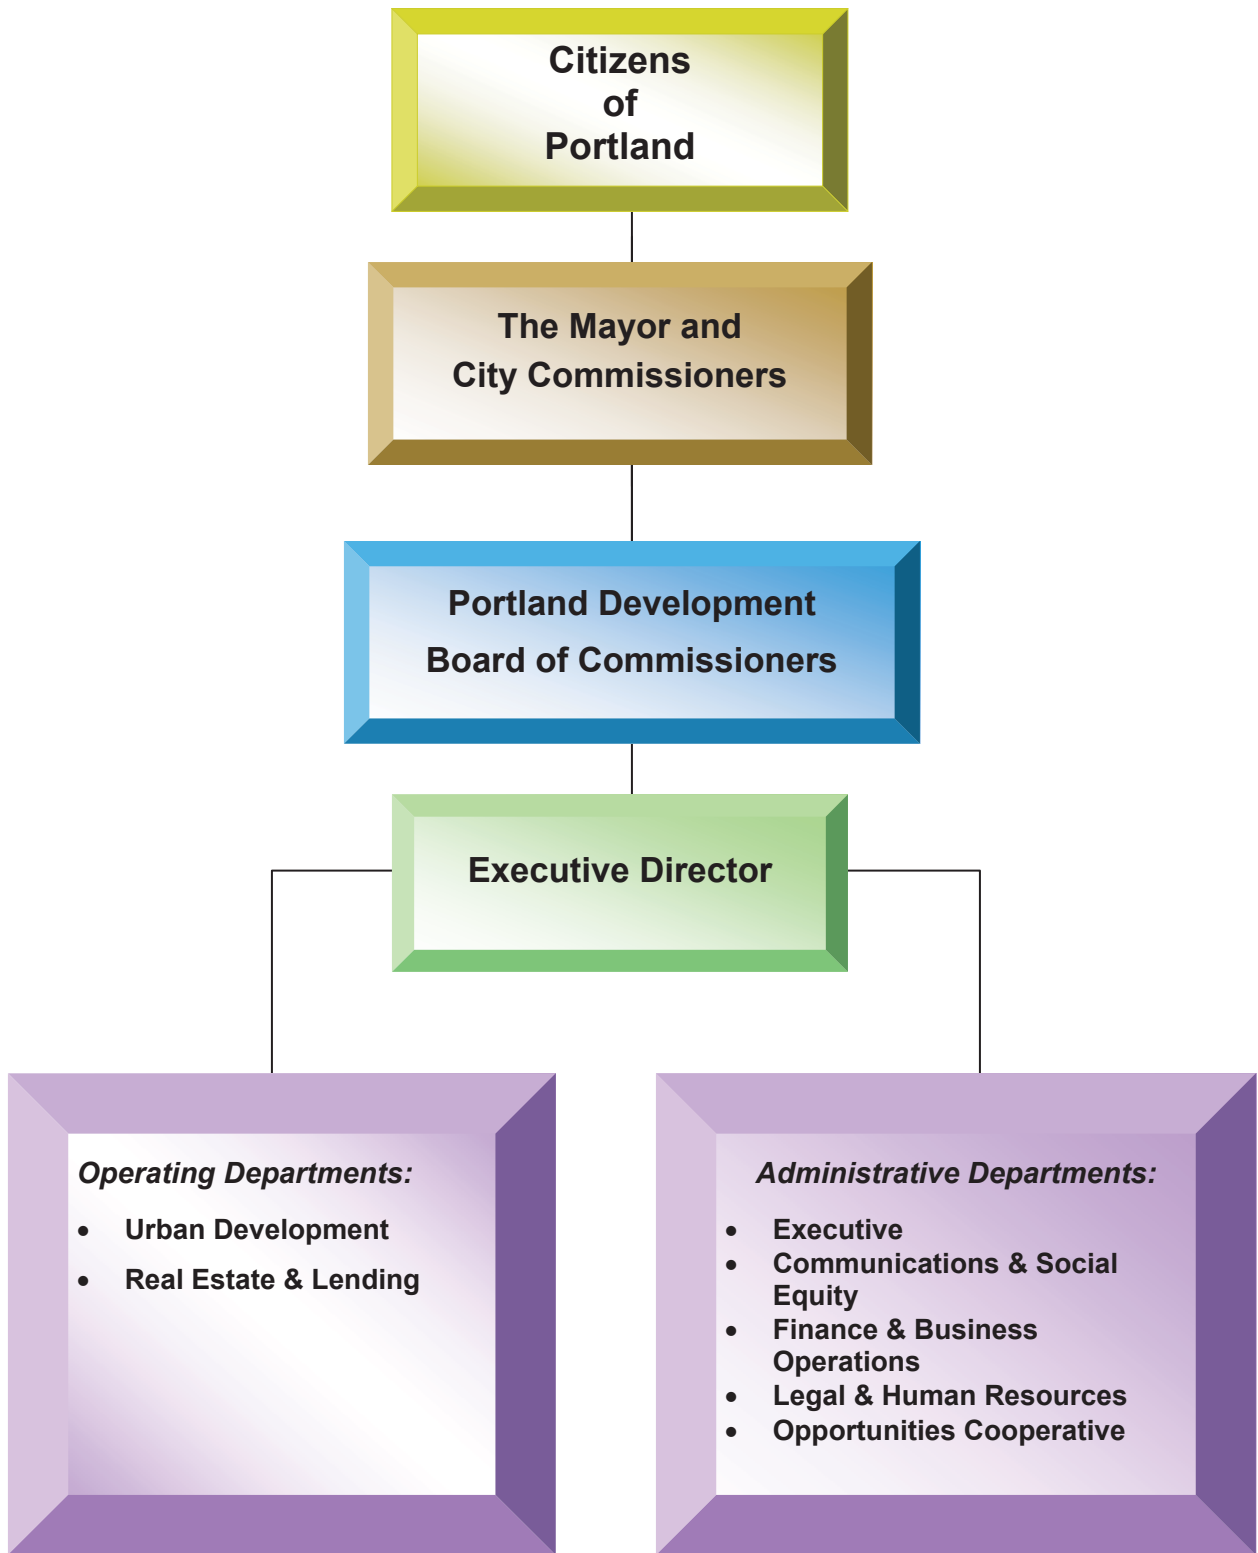 Citizens
of
Portland
The Mayor and
City Commissioners
Portland Development
Board of Commissioners
Executive Director
Operating Departments:
• Urban Development
• Real Estate & Lending
Administrative Departments:
• Executive
• Communications & Social
Equity
• Finance & Business
Operations
• Legal & Human Resources
• Opportunities Cooperative